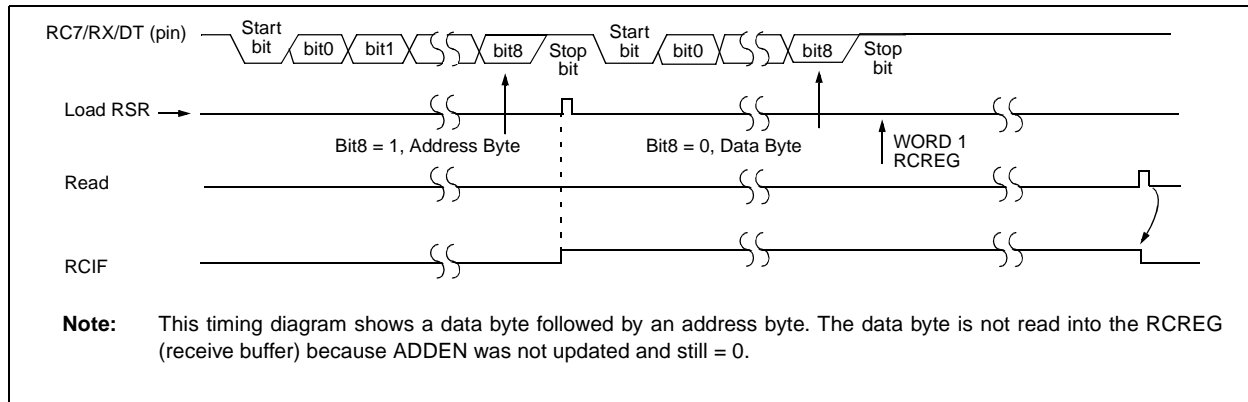 RC7/RX/DT (pin)
Start
bit
bit0
bit1
bit8
Stop
bit
Start
bit
bit0
bit8
Stop
bit
Load RSR
Bit8 = 1, Address Byte
Bit8 = 0, Data Byte
WORD 1
RCREG
Read
RCIF
Note: This timing diagram shows a data byte followed by an address byte. The data byte is not read into the RCREG
(receive buffer) because ADDEN was not updated and still = 0.